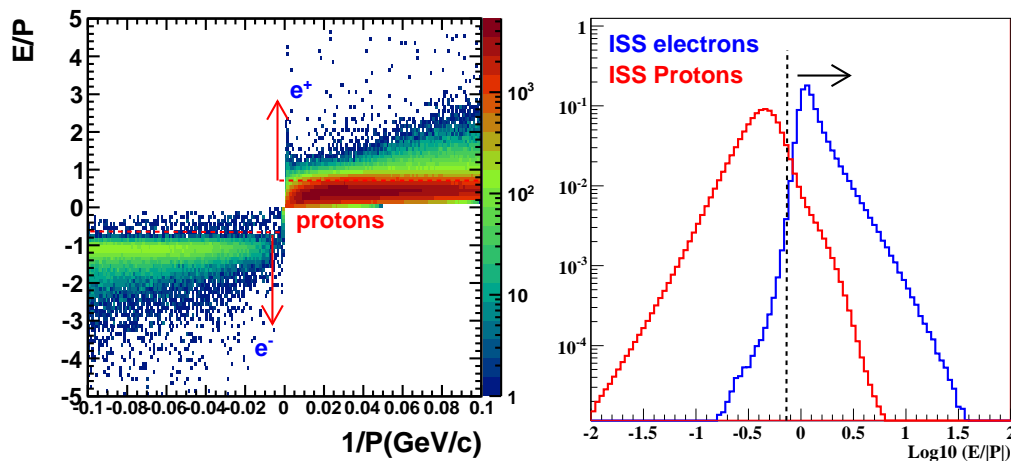 E/P
5
4
3
2
1
0
-1
-2
-3
-4
-5
e⁺
protons
e⁻
10³
10²
10
1
-0.1 -0.08 -0.06 -0.04 -0.02 0 0.02 0.04 0.06 0.08 0.1
1/P(GeV/c)
ISS electrons
ISS Protons
1
10⁻¹
10⁻²
10⁻³
10⁻⁴
-2 -1.5 -1 -0.5 0 0.5 1 1.5 2
Log10 (E/|P|)